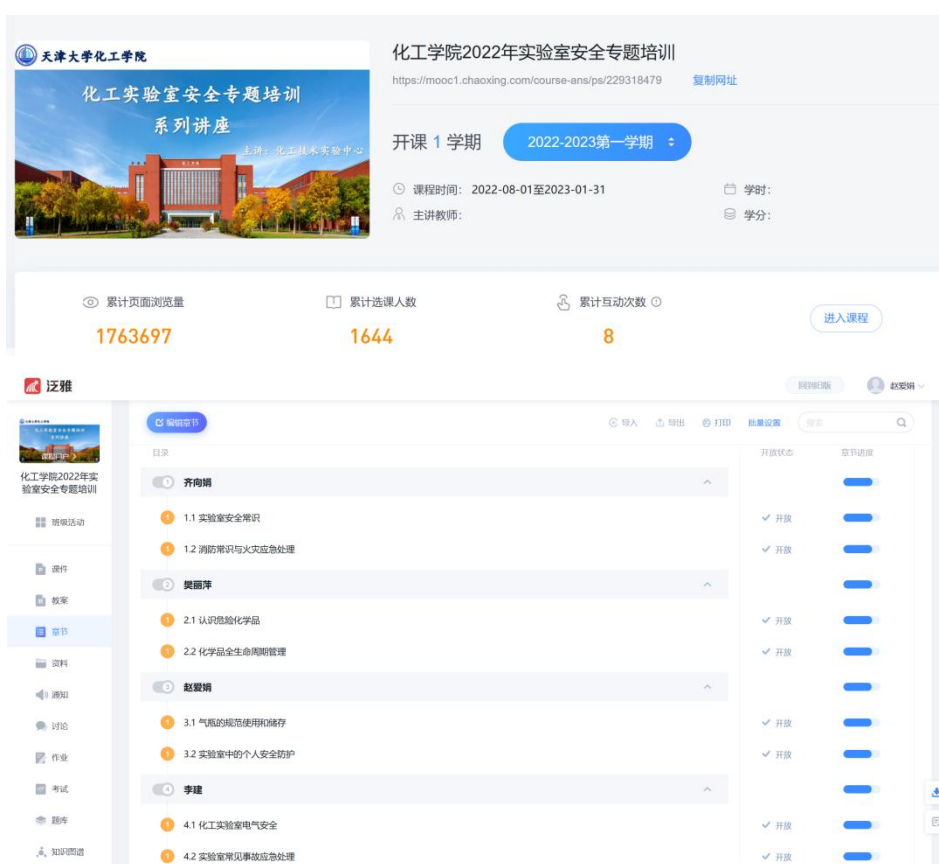 天津大学化工学院
化工实验室安全专题培训
系列讲座
主讲：化工技术实验中心
化工学院2022年实验室安全专题培训
https://mooc1.chaoxing.com/course-ans/ps/229318479 复制网址
开课 1 学期 2022-2023第一学期
课程时间： 2022-08-01至2023-01-31 学时：
主讲教师： 学分：
累计页面浏览量 累计选课人数 累计互动次数
1763697 1644 8
进入课程
泛雅 回到旧版 赵爱娟
编辑章节 导入 导出 打印 批量设置 搜索
课程门户
目录 开放状态 章节进度
化工学院2022年实
验室安全专题培训
1 齐向娟
班级活动
1 1.1 实验室安全常识 开放
1 1.2 消防常识与火灾应急处理 开放
课件
2 樊丽萍
教案
1 2.1 认识危险化学品 开放
章节
1 2.2 化学品全生命周期管理 开放
资料
3 赵爱娟
通知
1 3.1 气瓶的规范使用和储存 开放
讨论
1 3.2 实验室中的个人安全防护 开放
作业
4 李建
考试
1 4.1 化工实验室电气安全 开放
题库
1 4.2 实验室常见事故应急处理 开放
知识图谱